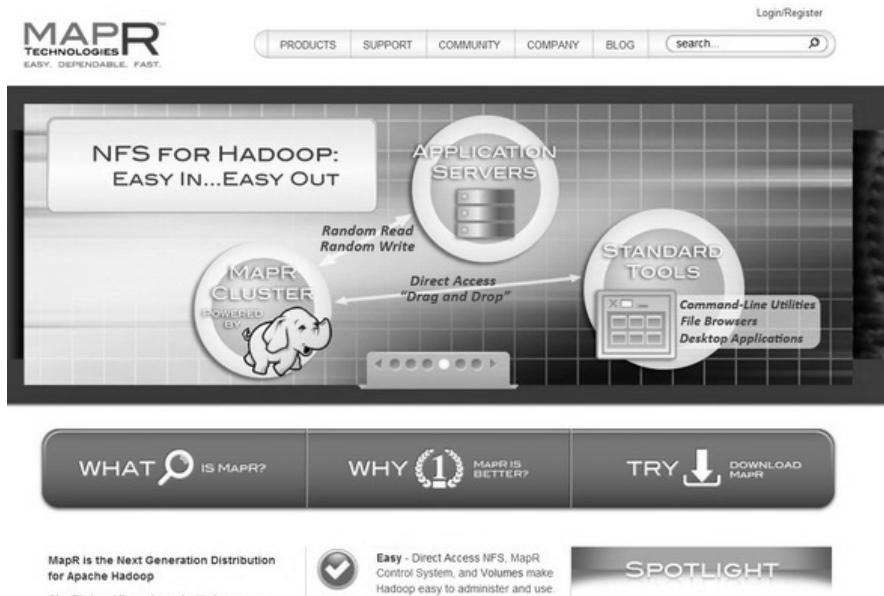 Login/Register
MAPR™
TECHNOLOGIES
EASY. DEPENDABLE. FAST.
PRODUCTS
SUPPORT
COMMUNITY
COMPANY
BLOG
search...
NFS FOR HADOOP:
EASY IN...EASY OUT
APPLICATION
SERVERS
Random Read
Random Write
MAPR
CLUSTER
POWERED
BY
Direct Access
“Drag and Drop”
STANDARD
TOOLS
Command-Line Utilities
File Browsers
Desktop Applications
WHAT IS MAPR?
WHY 1 MAPR IS
BETTER?
TRY DOWNLOAD
MAPR
MapR is the Next Generation Distribution
for Apache Hadoop
Easy - Direct Access NFS, MapR
Control System, and Volumes make
Hadoop easy to administer and use.
SPOTLIGHT